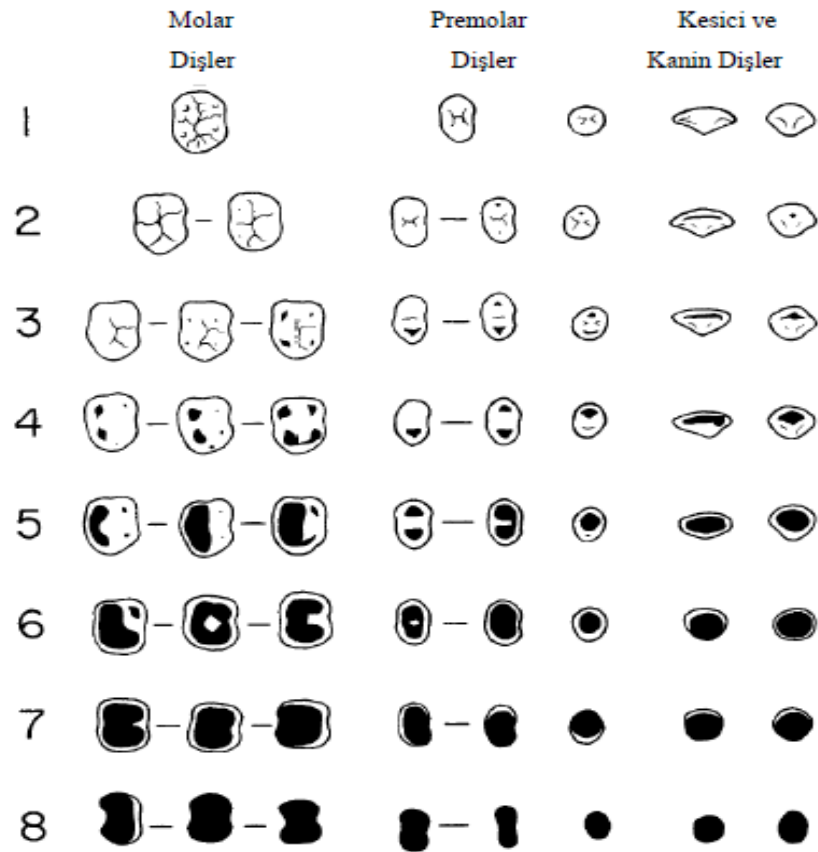 Molar
Dişler
Premolar
Dişler
Kesici ve
Kanin Dişler
1
2
3
4
5
6
7
8